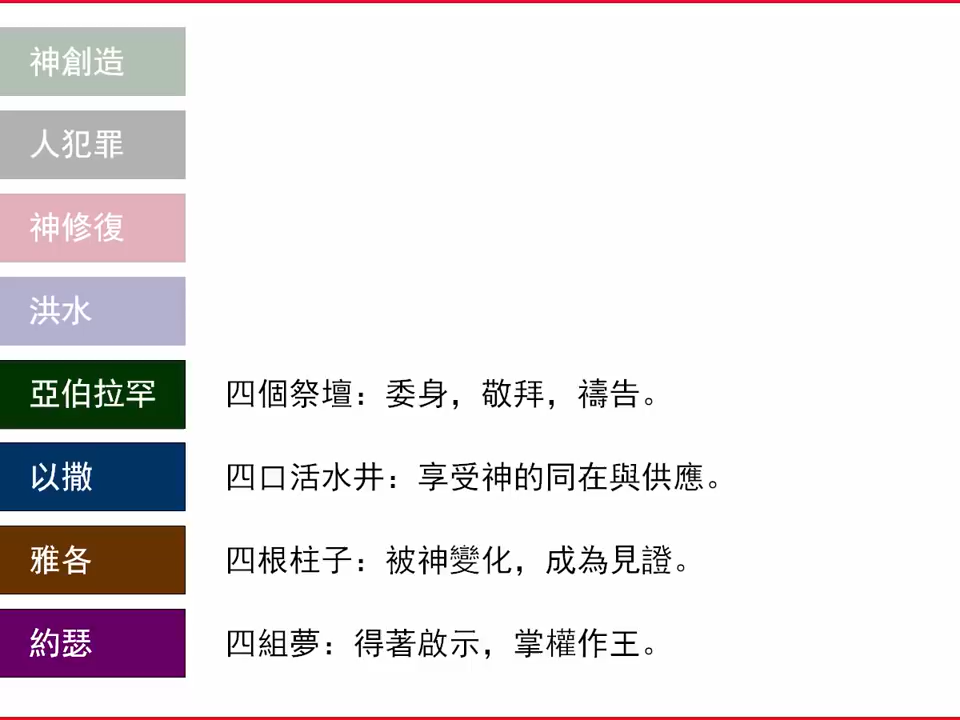 神創造
人犯罪
神修復
洪水
亞伯拉罕 四個祭壇：委身，敬拜，禱告。
以撒 四口活水井：享受神的同在與供應。
雅各 四根柱子：被神變化，成為見證。
約瑟 四組夢：得著啟示，掌權作王。